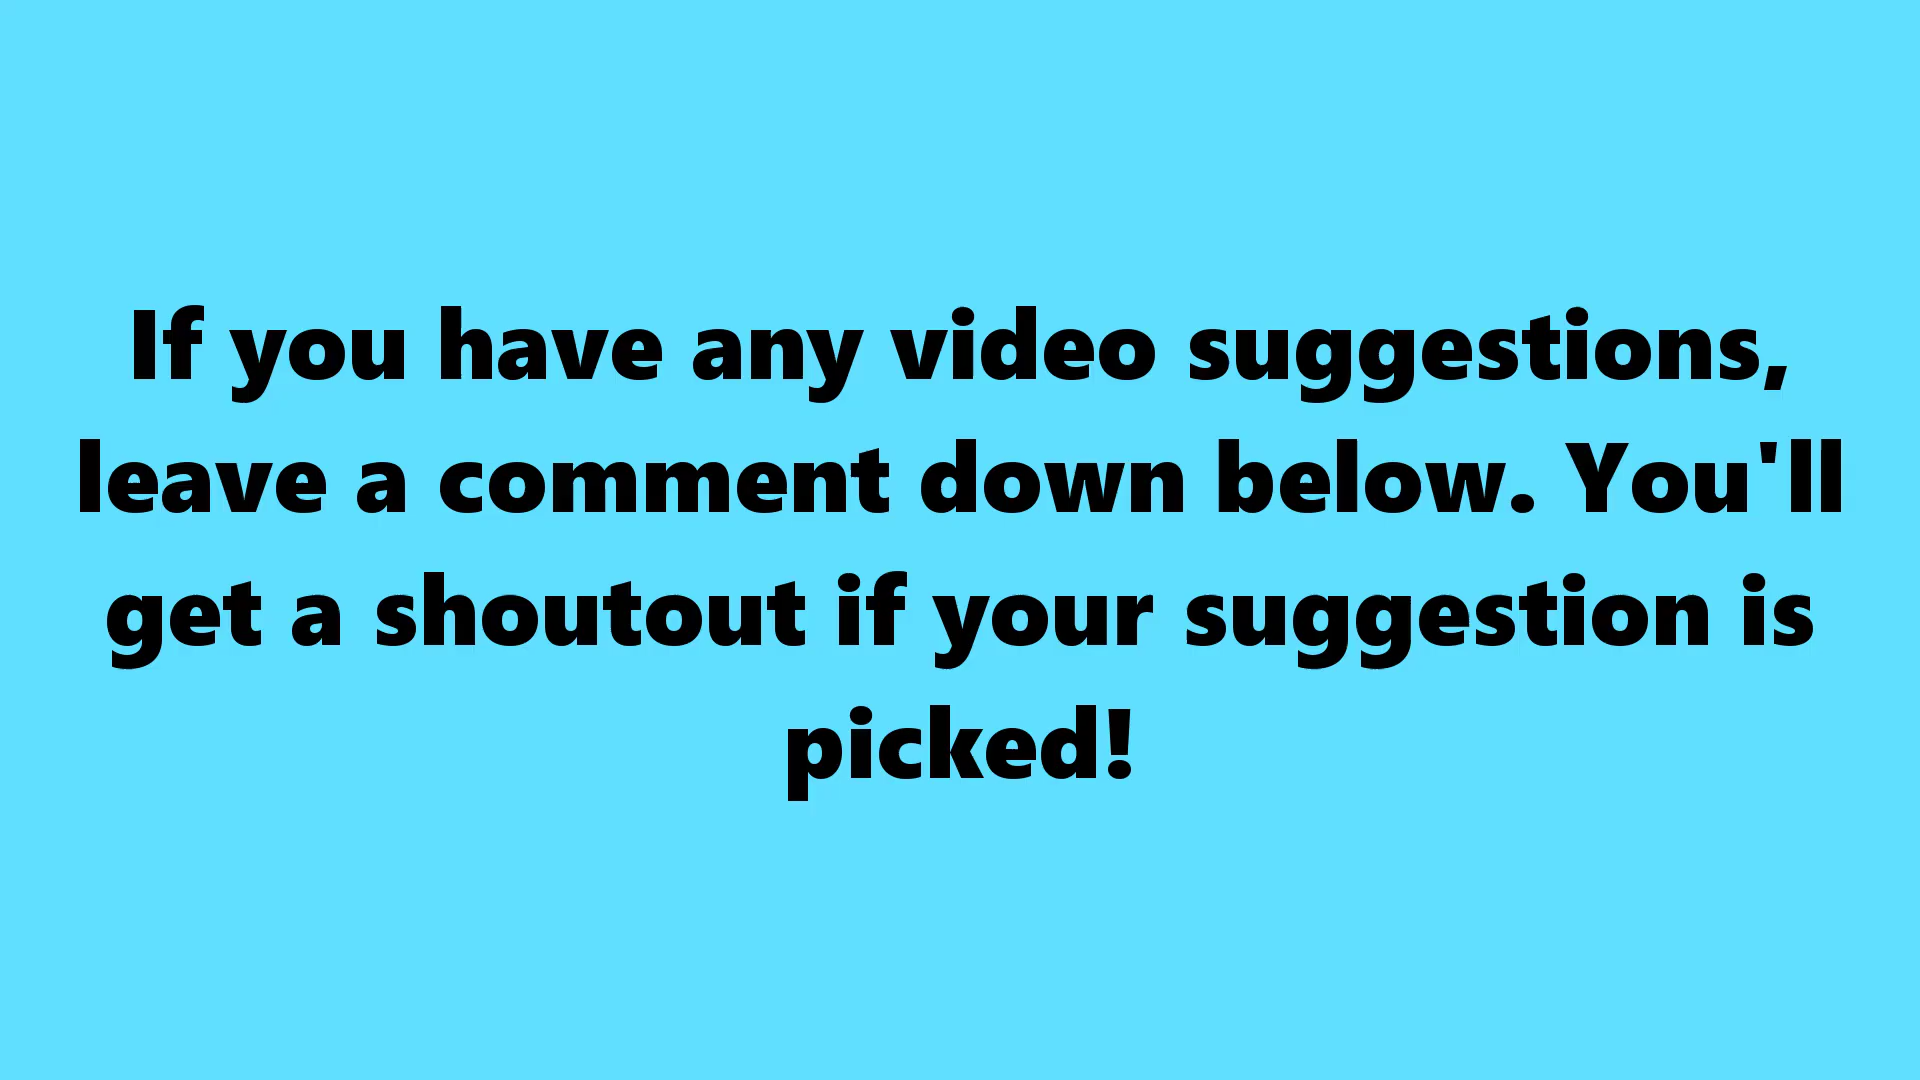 If you have any video suggestions,
leave a comment down below. You'll
get a shoutout if your suggestion is
picked!